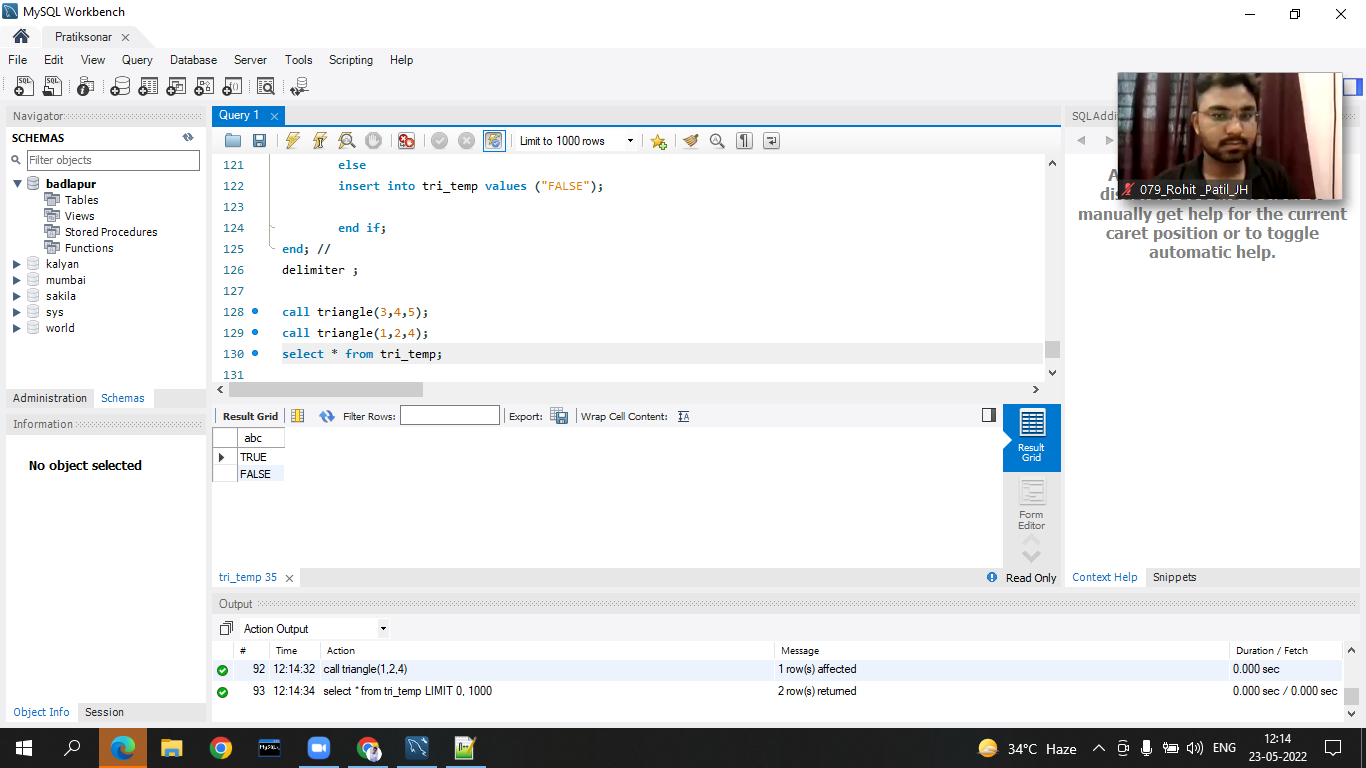 MySQL Workbench
Pratiksonar
File Edit View Query Database Server Tools Scripting Help
Navigator
SCHEMAS
Filter objects
badlapur
Tables
Views
Stored Procedures
Functions
kalyan
mumbai
sakila
sys
world
Administration Schemas
Information
No object selected
Object Info Session
Query 1
Limit to 1000 rows
121 else
122 insert into tri_temp values ("FALSE");
123
124 end if;
125 end; //
126 delimiter ;
127
128 call triangle(3,4,5);
129 call triangle(1,2,4);
130 select * from tri_temp;
131
Result Grid Filter Rows: Export: Wrap Cell Content:
abc
TRUE
FALSE
Result
Grid
Form
Editor
tri_temp 35
Read Only
079_Rohit _Patil_JH
manually get help for the current
caret position or to toggle
automatic help.
Context Help Snippets
Output
Action Output
# Time Action Message Duration / Fetch
92 12:14:32 call triangle(1,2,4) 1 row(s) affected 0.000 sec
93 12:14:34 select * from tri_temp LIMIT 0, 1000 2 row(s) returned 0.000 sec / 0.000 sec
34°C Haze
ENG
12:14
23-05-2022